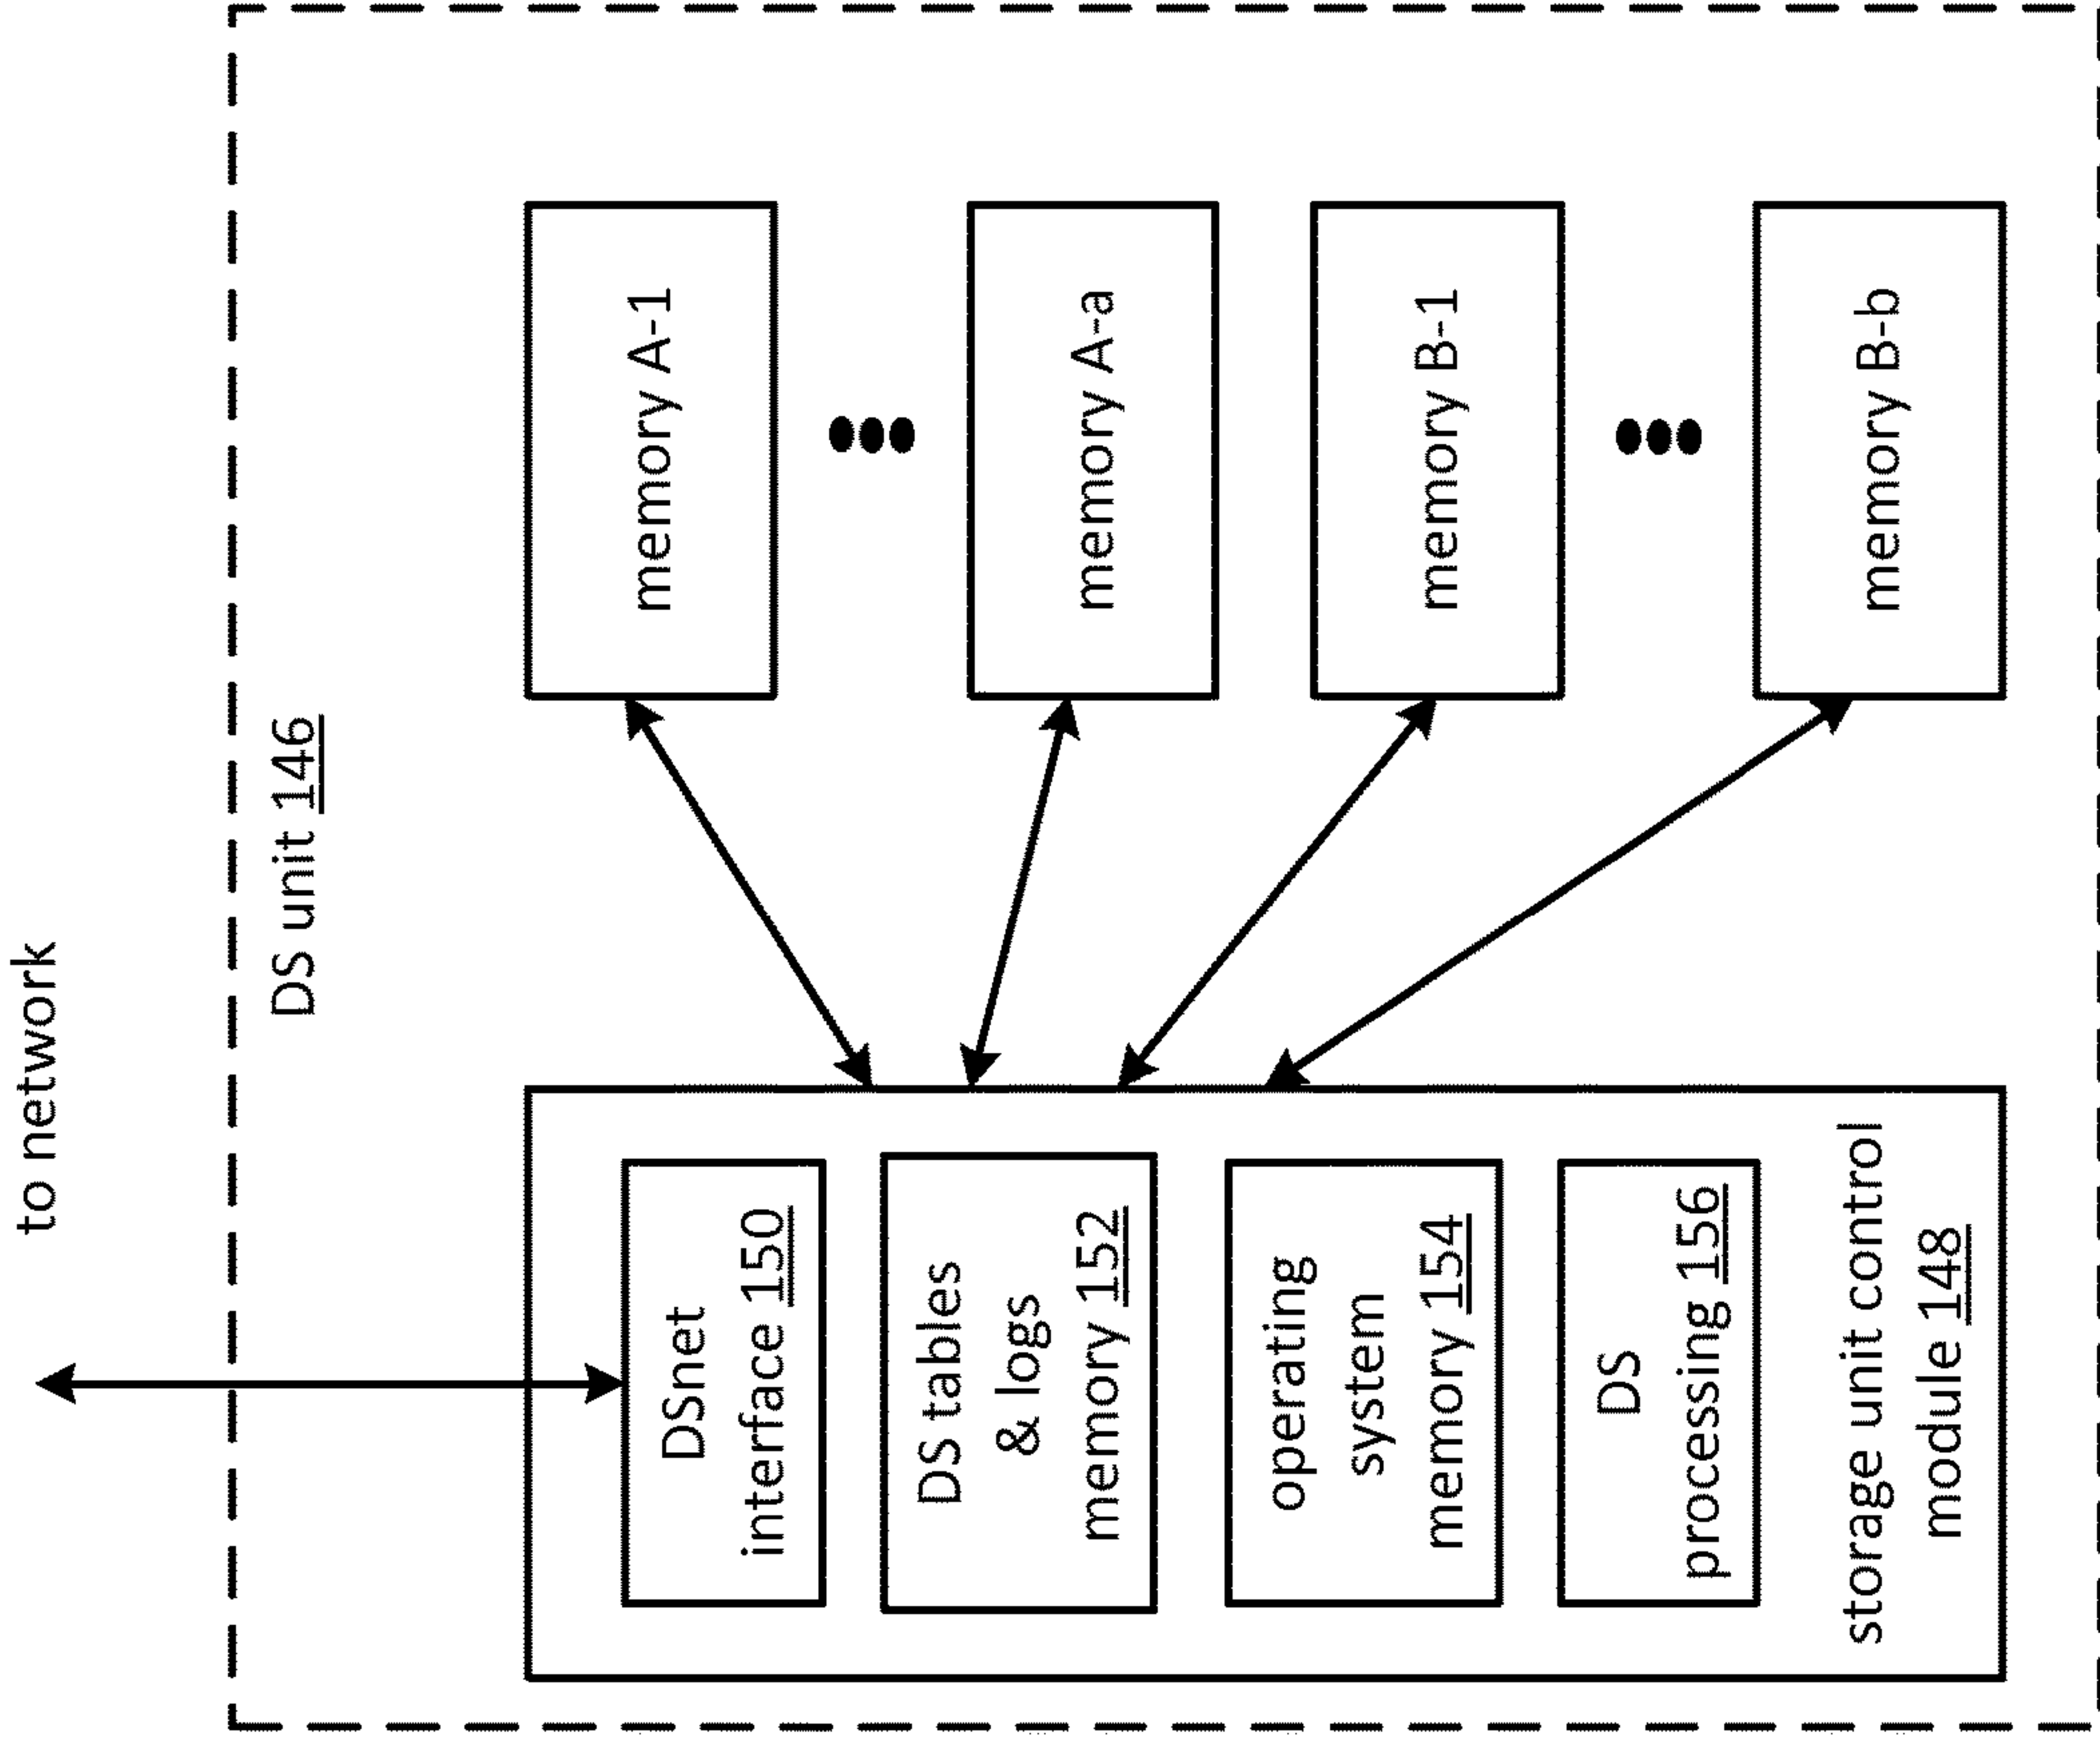 to network
DS unit 146
DSnet
interface 150
DS tables
& logs
memory 152
operating
system
memory 154
DS
processing 156
storage unit control
module 148
memory A-1
memory A-a
memory B-1
memory B-b